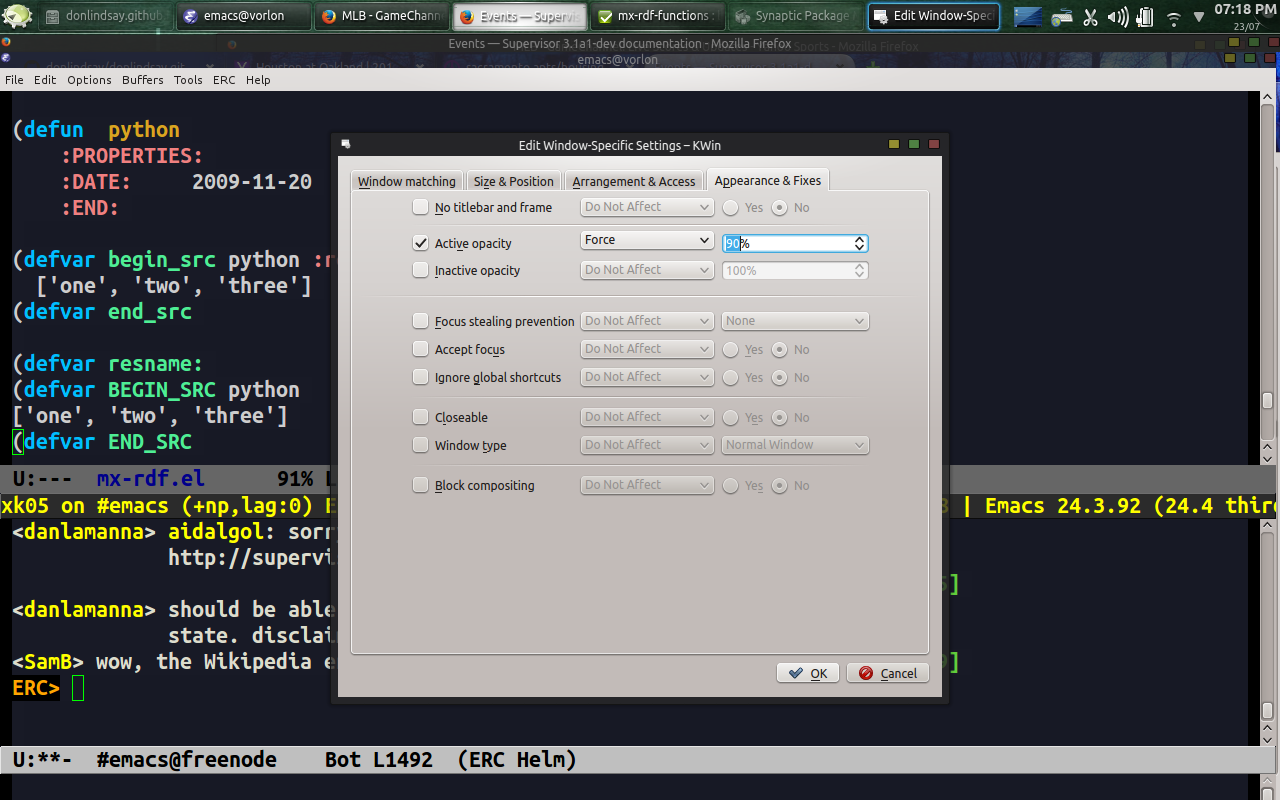 donlindsay.github
emacs@vorlon
MLB - GameChann
Events — Supervis
mx-rdf-functions :
Synaptic Package
Edit Window-Spec
07:18 PM
23/07
Events — Supervisor 3.1a1-dev documentation - Mozilla Firefox
emacs@vorlon
File Edit Options Buffers Tools ERC Help
(defun python
:PROPERTIES:
:DATE: 2009-11-20
:END:
(defvar begin_src python :r
['one', 'two', 'three']
(defvar end_src
(defvar resname:
(defvar BEGIN_SRC python
['one', 'two', 'three']
(defvar END_SRC
U:--- mx-rdf.el 91% L
xk05 on #emacs (+np,lag:0) E | Emacs 24.3.92 (24.4 thir
<danlamanna> aidalgol: sorr
http://supervi
<danlamanna> should be able
state. disclai
<SamB> wow, the Wikipedia e
ERC>
U:**- #emacs@freenode Bot L1492 (ERC Helm)
Edit Window-Specific Settings – KWin
Window matching
Size & Position
Arrangement & Access
Appearance & Fixes
No titlebar and frame Do Not Affect Yes No
Active opacity Force 90%
Inactive opacity Do Not Affect 100%
Focus stealing prevention Do Not Affect None
Accept focus Do Not Affect Yes No
Ignore global shortcuts Do Not Affect Yes No
Closeable Do Not Affect Yes No
Window type Do Not Affect Normal Window
Block compositing Do Not Affect Yes No
OK
Cancel